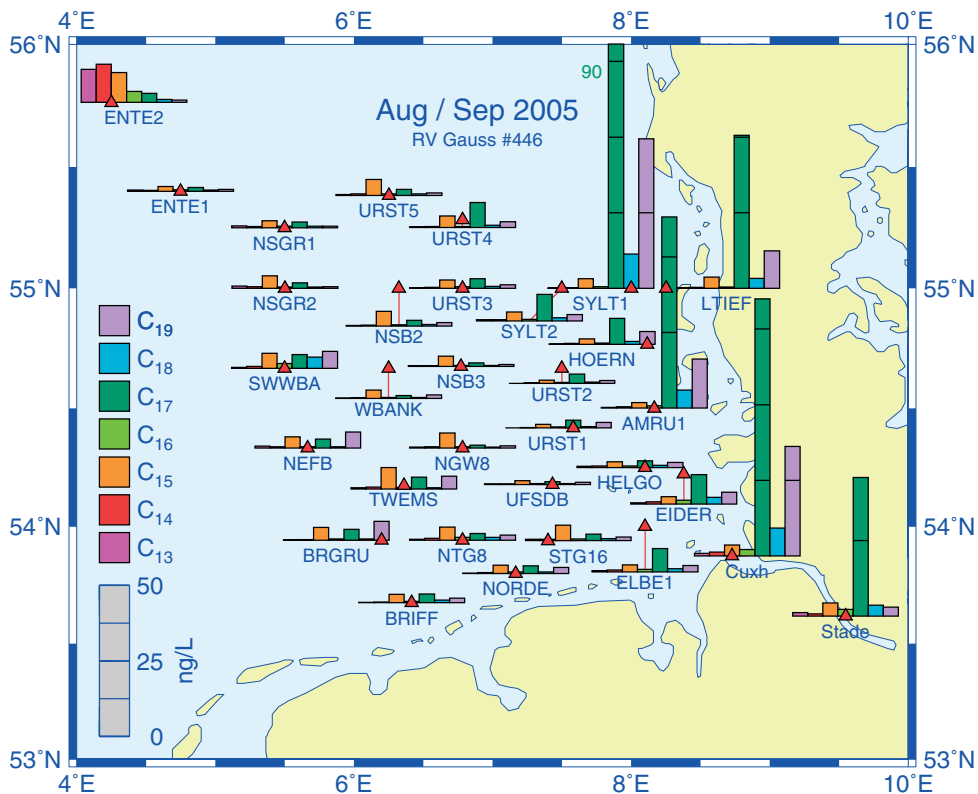 4˚E 6˚E 8˚E 10˚E
56˚N 56˚N
90
Aug / Sep 2005
RV Gauss #446
ENTE2
ENTE1
URST5
NSGR1
URST4
55˚N 55˚N
NSGR2
URST3
SYLT1
LTIEF
NSB2
SYLT2
HOERN
SWWBA
NSB3
URST2
WBANK
AMRU1
NEFB
NGW8
URST1
HELGO
TWEMS
UFSDB
EIDER
54˚N 54˚N
BRGRU
NTG8
STG16
ELBE1
Cuxh
NORDE
BRIFF
Stade
C19
C18
C17
C16
C15
C14
C13
50
25
0
ng/L
53˚N 53˚N
4˚E 6˚E 8˚E 10˚E